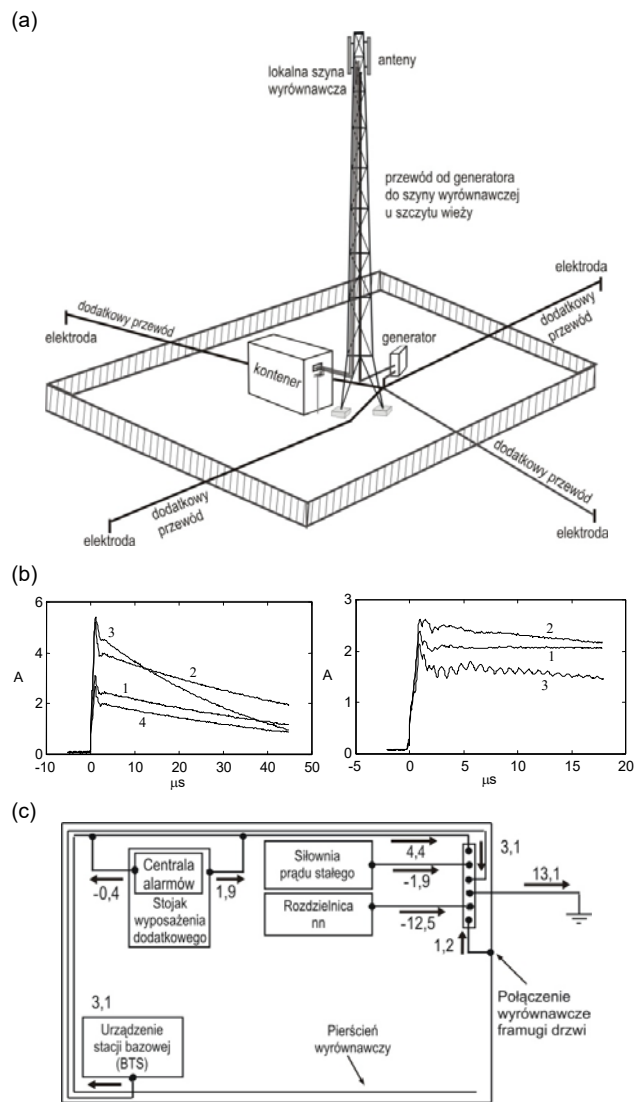 (a)
anteny
lokalna szyna
wyrównawcza
przewód od generatora
do szyny wyrównawczej
u szczytu wieży
elektroda
dodatkowy przewód
dodatkowy
przewód
elektroda
generator
kontener
dodatkowy
przewód
dodatkowy przewód
elektroda
elektroda
(b)
6
4
A
2
0
3
2
1
4
-10 0 10 20 30 40 50
μs
3
2
A
1
0
2
1
3
-5 0 5 10 15 20
μs
(c)
Centrala
alarmów
-0,4
1,9
Stojak
wyposażenia
dodatkowego
Siłownia
prądu stałego
4,4
-1,9
Rozdzielnica
nn
-12,5
3,1
13,1
1,2
Połączenie
wyrównawcze
framugi drzwi
3,1
Urządzenie
stacji bazowej
(BTS)
Pierścień
wyrównawczy